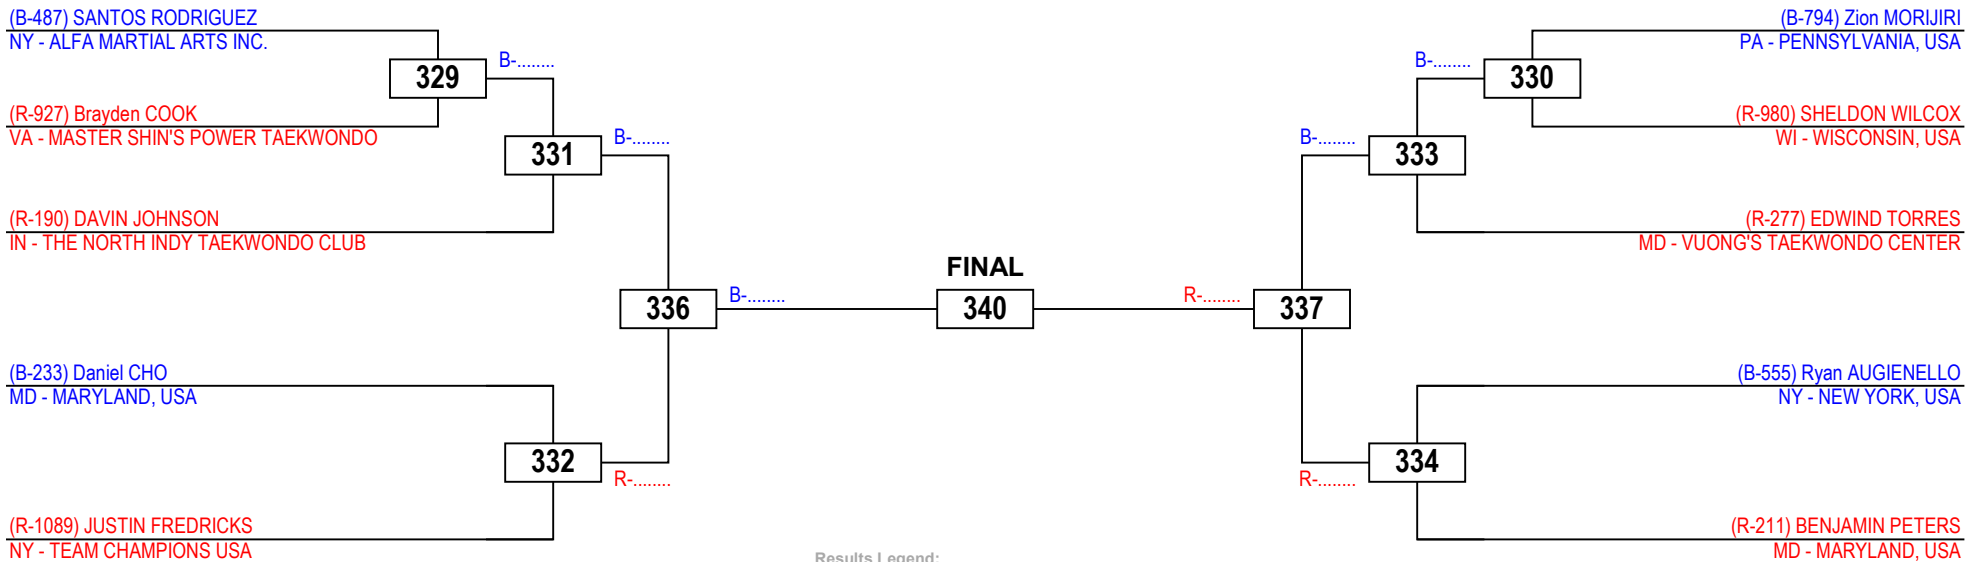 (B-487) SANTOS RODRIGUEZ
NY - ALFA MARTIAL ARTS INC.
329
B-........
(R-927) Brayden COOK
VA - MASTER SHIN'S POWER TAEKWONDO
331
B-........
(R-190) DAVIN JOHNSON
IN - THE NORTH INDY TAEKWONDO CLUB
336
B-........
(B-233) Daniel CHO
MD - MARYLAND, USA
332
R-........
(R-1089) JUSTIN FREDRICKS
NY - TEAM CHAMPIONS USA
FINAL
340
(B-794) Zion MORIJIRI
PA - PENNSYLVANIA, USA
B-........
330
(R-980) SHELDON WILCOX
WI - WISCONSIN, USA
B-........
333
(R-277) EDWIND TORRES
MD - VUONG'S TAEKWONDO CENTER
R-........
337
(B-555) Ryan AUGIENELLO
NY - NEW YORK, USA
334
R-........
(R-211) BENJAMIN PETERS
MD - MARYLAND, USA
Results Legend: